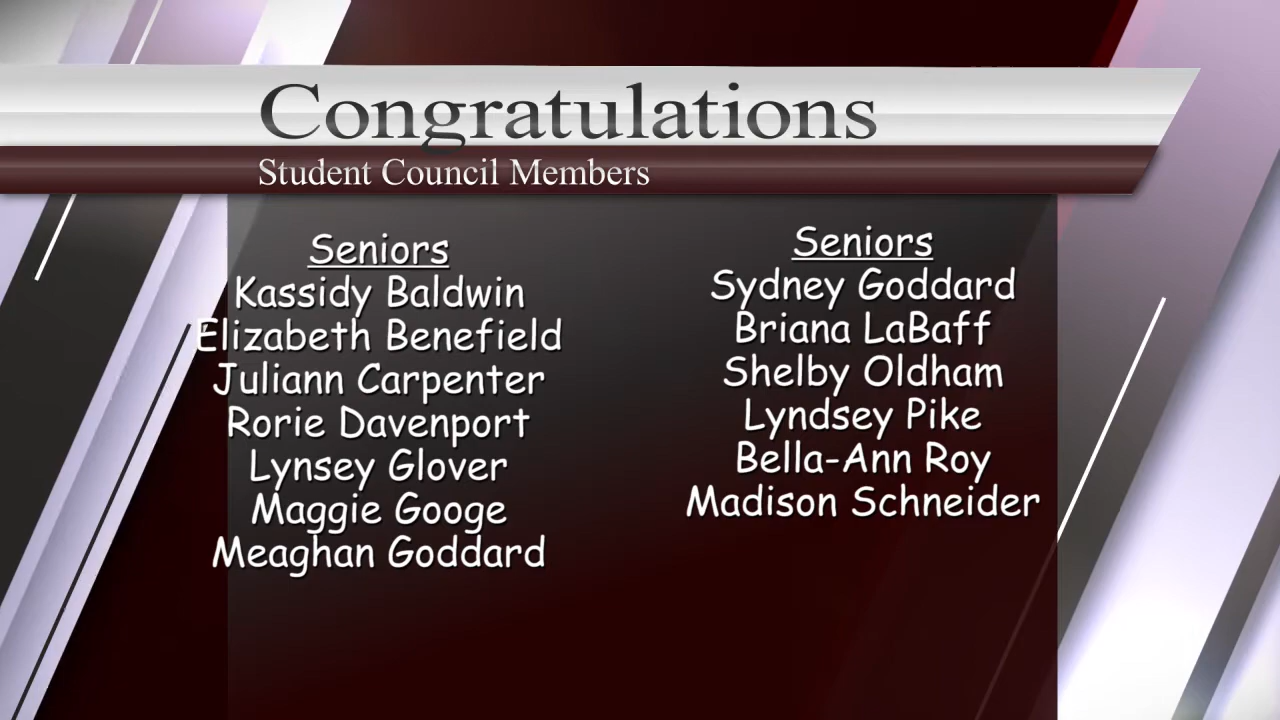 Congratulations
Student Council Members
Seniors
Kassidy Baldwin
Elizabeth Benefield
Juliann Carpenter
Rorie Davenport
Lynsey Glover
Maggie Googe
Meaghan Goddard
Seniors
Sydney Goddard
Briana LaBaff
Shelby Oldham
Lyndsey Pike
Bella-Ann Roy
Madison Schneider